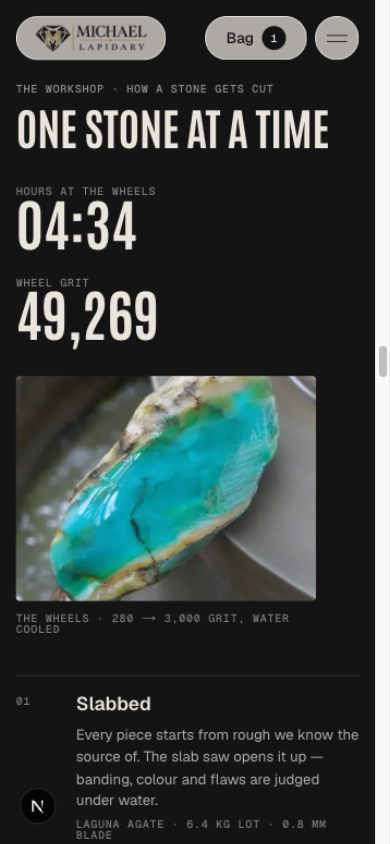 MICHAEL
LAPIDARY
Bag 1
THE WORKSHOP · HOW A STONE GETS CUT
ONE STONE AT A TIME
HOURS AT THE WHEELS
04:34
WHEEL GRIT
49,269
THE WHEELS · 280 → 3,000 GRIT, WATER
COOLED
01
Slabbed
Every piece starts from rough we know the
source of. The slab saw opens it up —
banding, colour and flaws are judged
under water.
N
LAGUNA AGATE · 6.4 KG LOT · 0.8 MM
BLADE